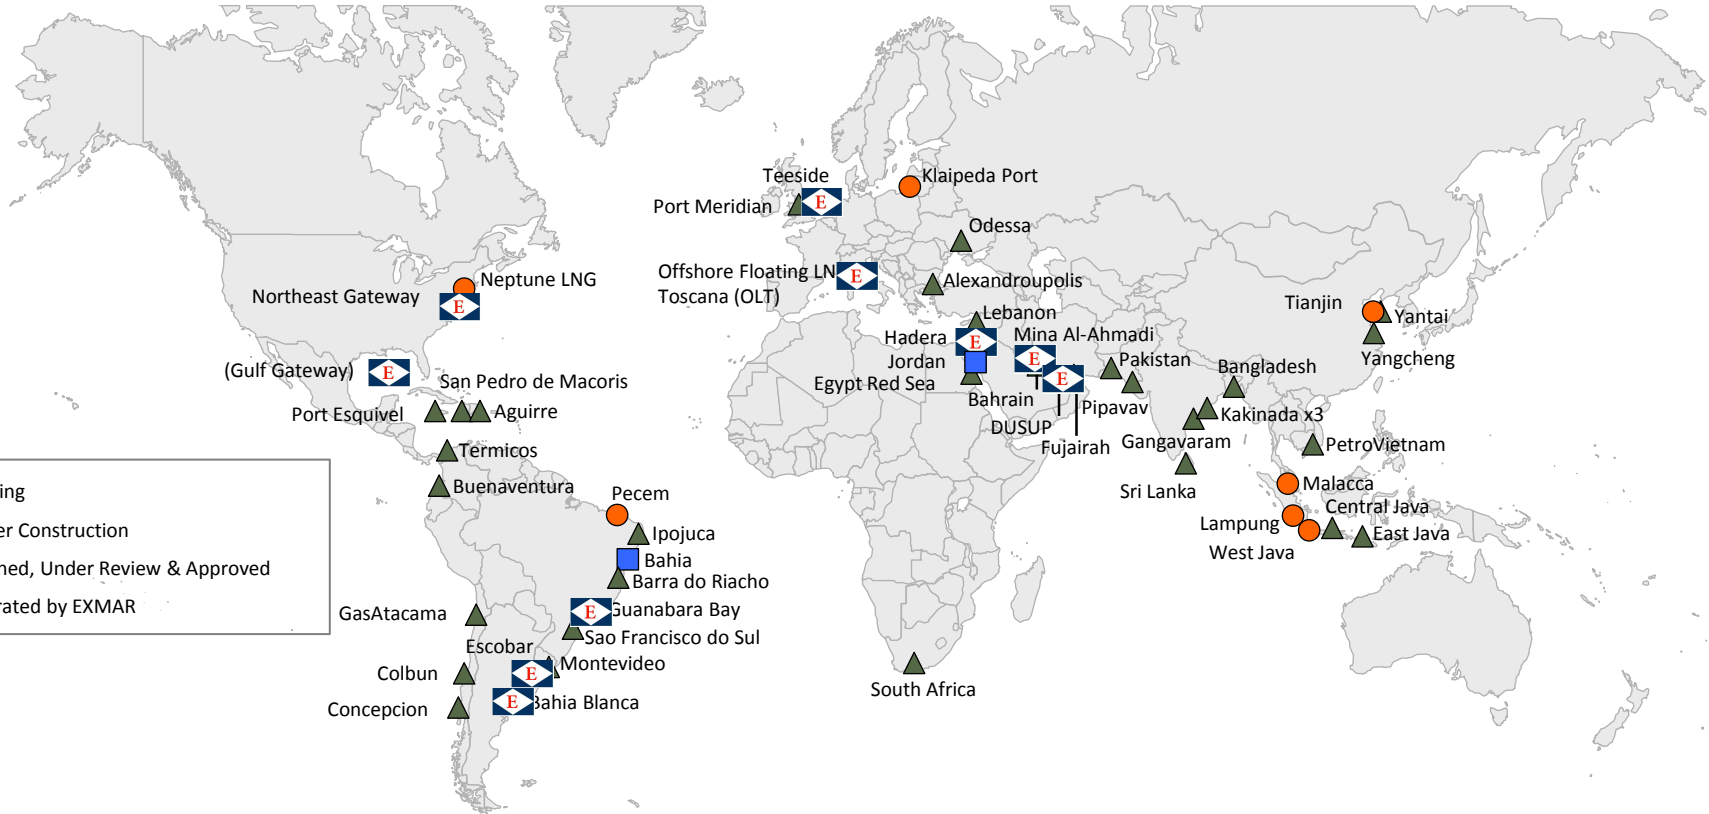 Teeside
Klaipeda Port
Port Meridian
Odessa
Offshore Floating LN
Toscana (OLT)
Alexandroupolis
Neptune LNG
Northeast Gateway
Tianjin
Yantai
Yangcheng
Lebanon
Hadera
Mina Al-Ahmadi
Jordan
Pakistan
Bangladesh
Egypt Red Sea
Bahrain
Pipavav
DUSUP
Fujairah
Kakinada x3
Gangavaram
Sri Lanka
PetroVietnam
(Gulf Gateway)
San Pedro de Macoris
Port Esquivel
Aguirre
Termicos
Buenaventura
Pecem
Ipojuca
Bahia
Barra do Riacho
Malacca
Central Java
Lampung
East Java
West Java
ing
er Construction
ned, Under Review & Approved
rated by EXMAR
GasAtacama
Guanabara Bay
Sao Francisco do Sul
Escobar
Montevideo
Colbun
Bahia Blanca
Concepcion
South Africa
E
E
E
E
E
E
E
E
E
E